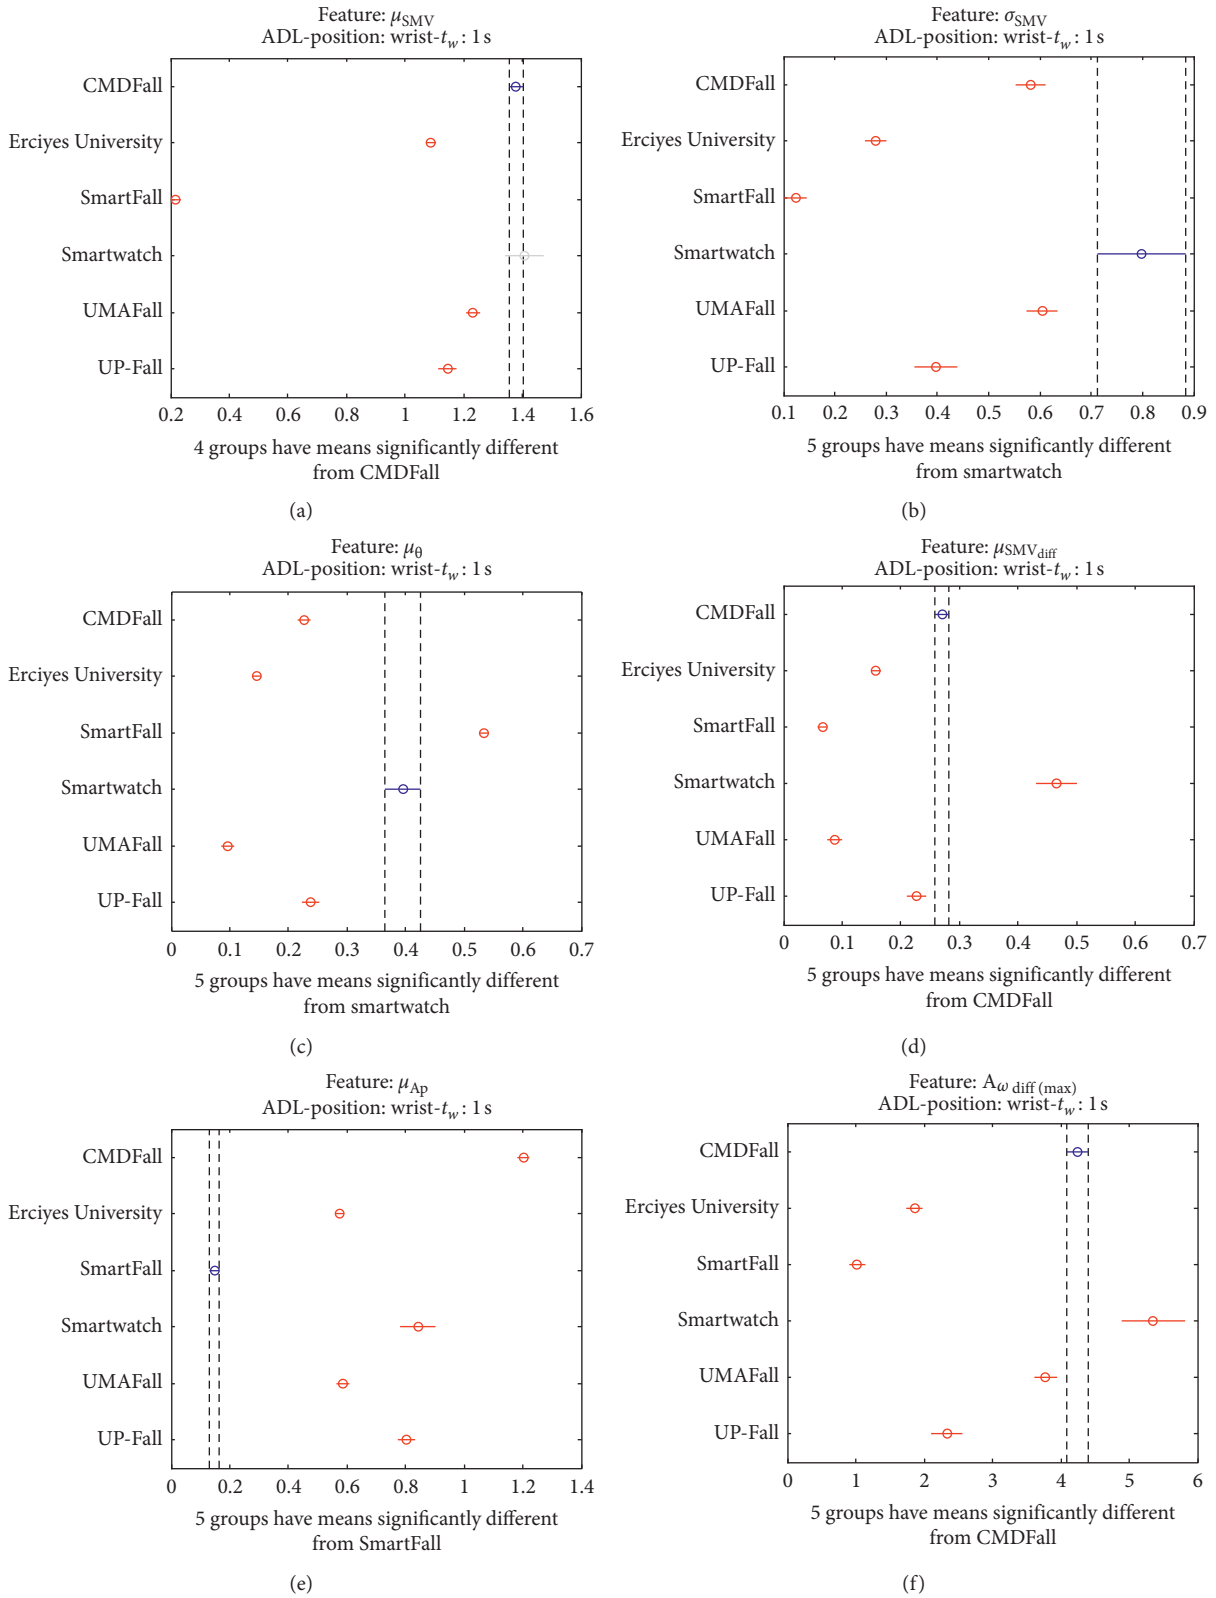 Feature: μSMV
ADL-position: wrist-tw: 1 s
CMDFall
Erciyes University
SmartFall
Smartwatch
UMAFall
UP-Fall
0.2 0.4 0.6 0.8 1 1.2 1.4 1.6
4 groups have means significantly different
from CMDFall
(a)
Feature: σSMV
ADL-position: wrist-tw: 1 s
CMDFall
Erciyes University
SmartFall
Smartwatch
UMAFall
UP-Fall
0.1 0.2 0.3 0.4 0.5 0.6 0.7 0.8 0.9
5 groups have means significantly different
from smartwatch
(b)
Feature: μθ
ADL-position: wrist-tw: 1 s
CMDFall
Erciyes University
SmartFall
Smartwatch
UMAFall
UP-Fall
0 0.1 0.2 0.3 0.4 0.5 0.6 0.7
5 groups have means significantly different
from smartwatch
(c)
Feature: μSMVdiff
ADL-position: wrist-tw: 1 s
CMDFall
Erciyes University
SmartFall
Smartwatch
UMAFall
UP-Fall
0 0.1 0.2 0.3 0.4 0.5 0.6 0.7
5 groups have means significantly different
from CMDFall
(d)
Feature: μAp
ADL-position: wrist-tw: 1 s
CMDFall
Erciyes University
SmartFall
Smartwatch
UMAFall
UP-Fall
0 0.2 0.4 0.6 0.8 1 1.2 1.4
5 groups have means significantly different
from SmartFall
(e)
Feature: Aω diff (max)
ADL-position: wrist-tw: 1 s
CMDFall
Erciyes University
SmartFall
Smartwatch
UMAFall
UP-Fall
0 1 2 3 4 5 6
5 groups have means significantly different
from CMDFall
(f)